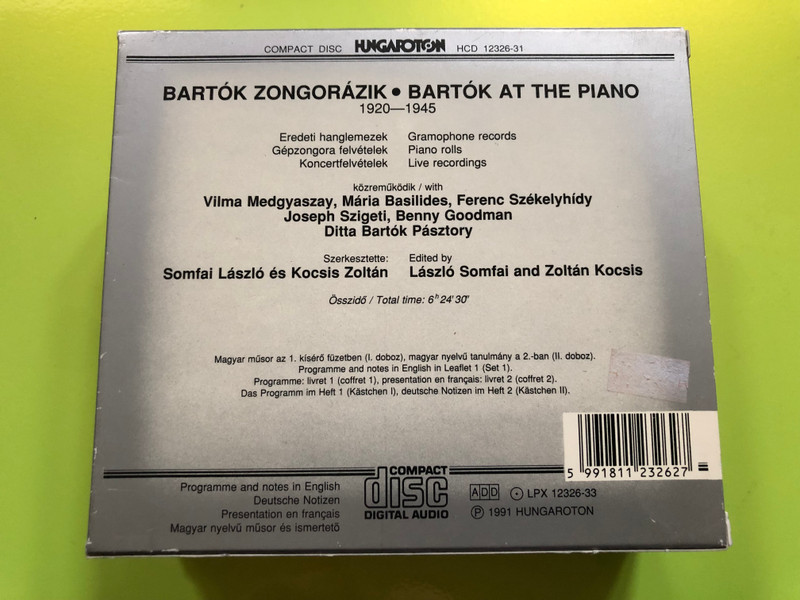 COMPACT DISC HUNGAROTON HCD 12326-31
BARTÓK ZONGORÁZIK • BARTÓK AT THE PIANO
1920—1945
Eredeti hanglemezek Gramophone records
Gépzongora felvételek Piano rolls
Koncertfelvételek Live recordings
közreműködik / with
Vilma Medgyaszay, Mária Basilides, Ferenc Székelyhídy
Joseph Szigeti, Benny Goodman
Ditta Bartók Pásztory
Szerkesztette: Edited by
Somfai László és Kocsis Zoltán László Somfai and Zoltán Kocsis
Összidő / Total time: 6h 24' 30"
Magyar műsor az 1. kísérő füzetben (I. doboz), magyar nyelvű tanulmány a 2.-ban (II. doboz).
Programme and notes in English in Leaflet 1 (Set 1).
Programme: livret 1 (coffret 1), presentation en français: livret 2 (coffret 2).
Das Programm im Heft 1 (Kästchen I), deutsche Notizen im Heft 2 (Kästchen II).
5 991811 232627
Programme and notes in English
Deutsche Notizen
Presentation en français
Magyar nyelvű műsor és ismertető
COMPACT
disc
DIGITAL AUDIO
ADD LPX 12326-33
Ⓟ 1991 HUNGAROTON